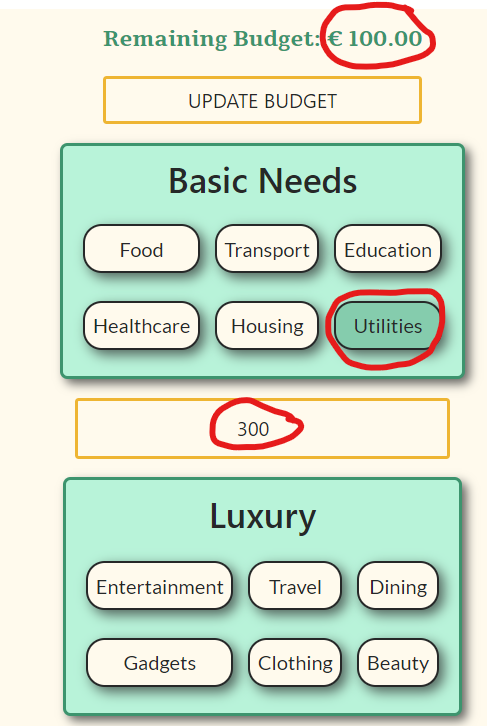 Remaining Budget: € 100.00
UPDATE BUDGET
Basic Needs
Food Transport Education
Healthcare Housing Utilities
300
Luxury
Entertainment Travel Dining
Gadgets Clothing Beauty